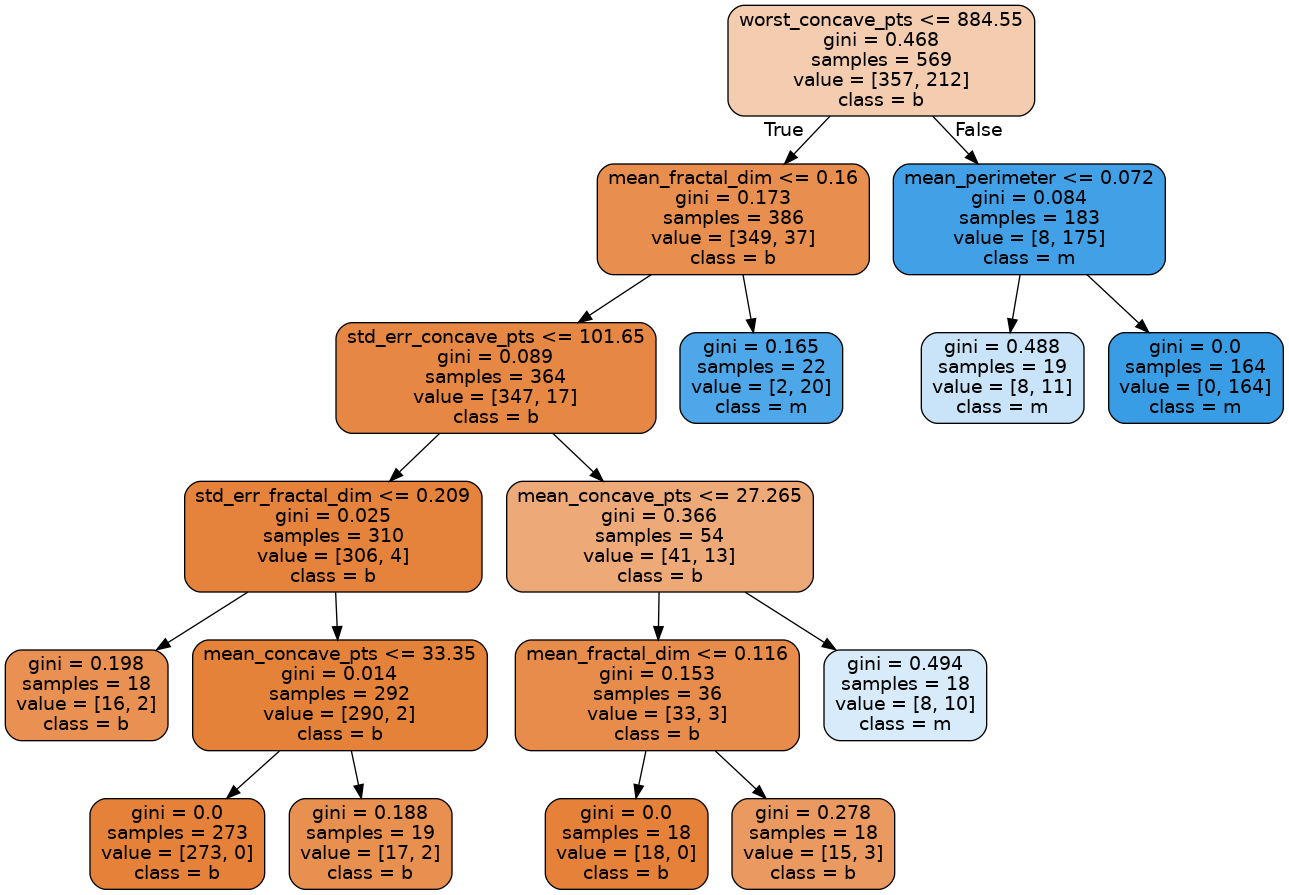 worst_concave_pts <= 884.55
gini = 0.468
samples = 569
value = [357, 212]
class = b
True
False
mean_fractal_dim <= 0.16
gini = 0.173
samples = 386
value = [349, 37]
class = b
mean_perimeter <= 0.072
gini = 0.084
samples = 183
value = [8, 175]
class = m
std_err_concave_pts <= 101.65
gini = 0.089
samples = 364
value = [347, 17]
class = b
gini = 0.165
samples = 22
value = [2, 20]
class = m
gini = 0.488
samples = 19
value = [8, 11]
class = m
gini = 0.0
samples = 164
value = [0, 164]
class = m
std_err_fractal_dim <= 0.209
gini = 0.025
samples = 310
value = [306, 4]
class = b
mean_concave_pts <= 27.265
gini = 0.366
samples = 54
value = [41, 13]
class = b
gini = 0.198
samples = 18
value = [16, 2]
class = b
mean_concave_pts <= 33.35
gini = 0.014
samples = 292
value = [290, 2]
class = b
mean_fractal_dim <= 0.116
gini = 0.153
samples = 36
value = [33, 3]
class = b
gini = 0.494
samples = 18
value = [8, 10]
class = m
gini = 0.0
samples = 273
value = [273, 0]
class = b
gini = 0.188
samples = 19
value = [17, 2]
class = b
gini = 0.0
samples = 18
value = [18, 0]
class = b
gini = 0.278
samples = 18
value = [15, 3]
class = b